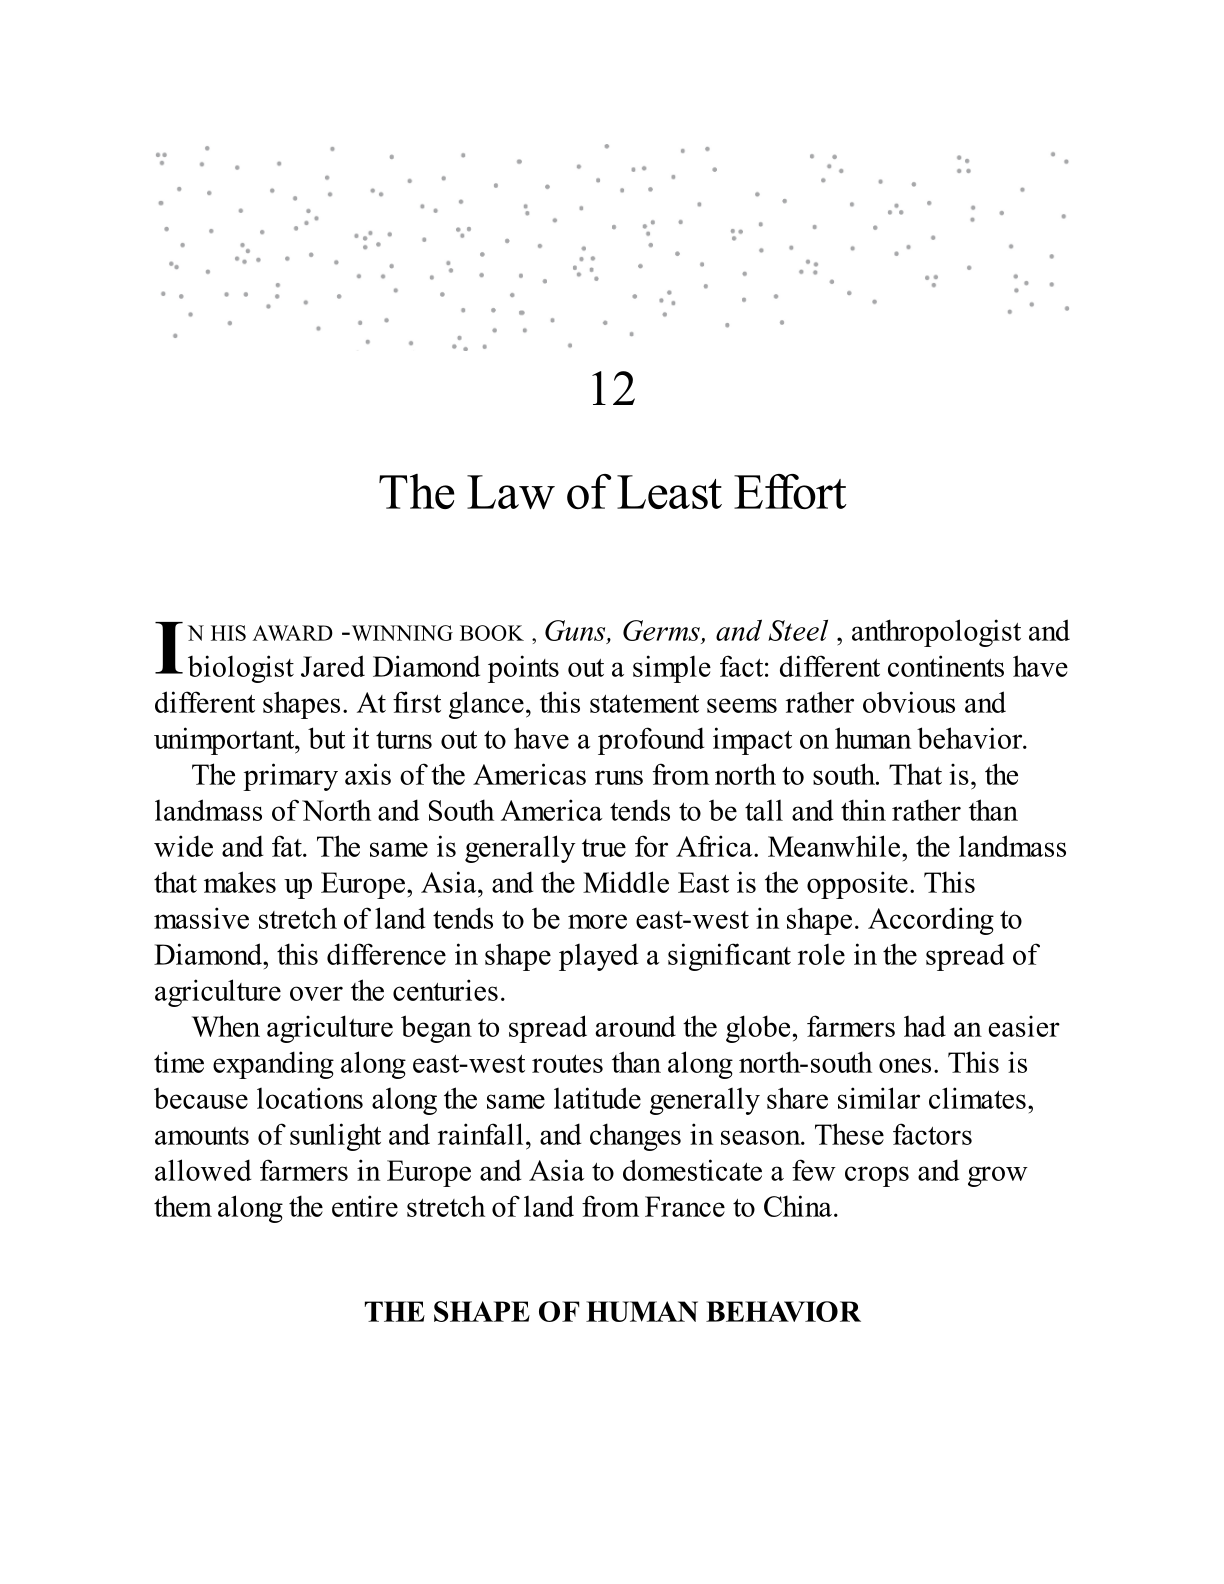 12
The Law of Least Effort
IN HIS AWARD -WINNING BOOK , Guns, Germs, and Steel , anthropologist and
biologist Jared Diamond points out a simple fact: different continents have
different shapes. At first glance, this statement seems rather obvious and
unimportant, but it turns out to have a profound impact on human behavior.
The primary axis of the Americas runs from north to south. That is, the
landmass of North and South America tends to be tall and thin rather than
wide and fat. The same is generally true for Africa. Meanwhile, the landmass
that makes up Europe, Asia, and the Middle East is the opposite. This
massive stretch of land tends to be more east-west in shape. According to
Diamond, this difference in shape played a significant role in the spread of
agriculture over the centuries.
When agriculture began to spread around the globe, farmers had an easier
time expanding along east-west routes than along north-south ones. This is
because locations along the same latitude generally share similar climates,
amounts of sunlight and rainfall, and changes in season. These factors
allowed farmers in Europe and Asia to domesticate a few crops and grow
them along the entire stretch of land from France to China.
THE SHAPE OF HUMAN BEHAVIOR